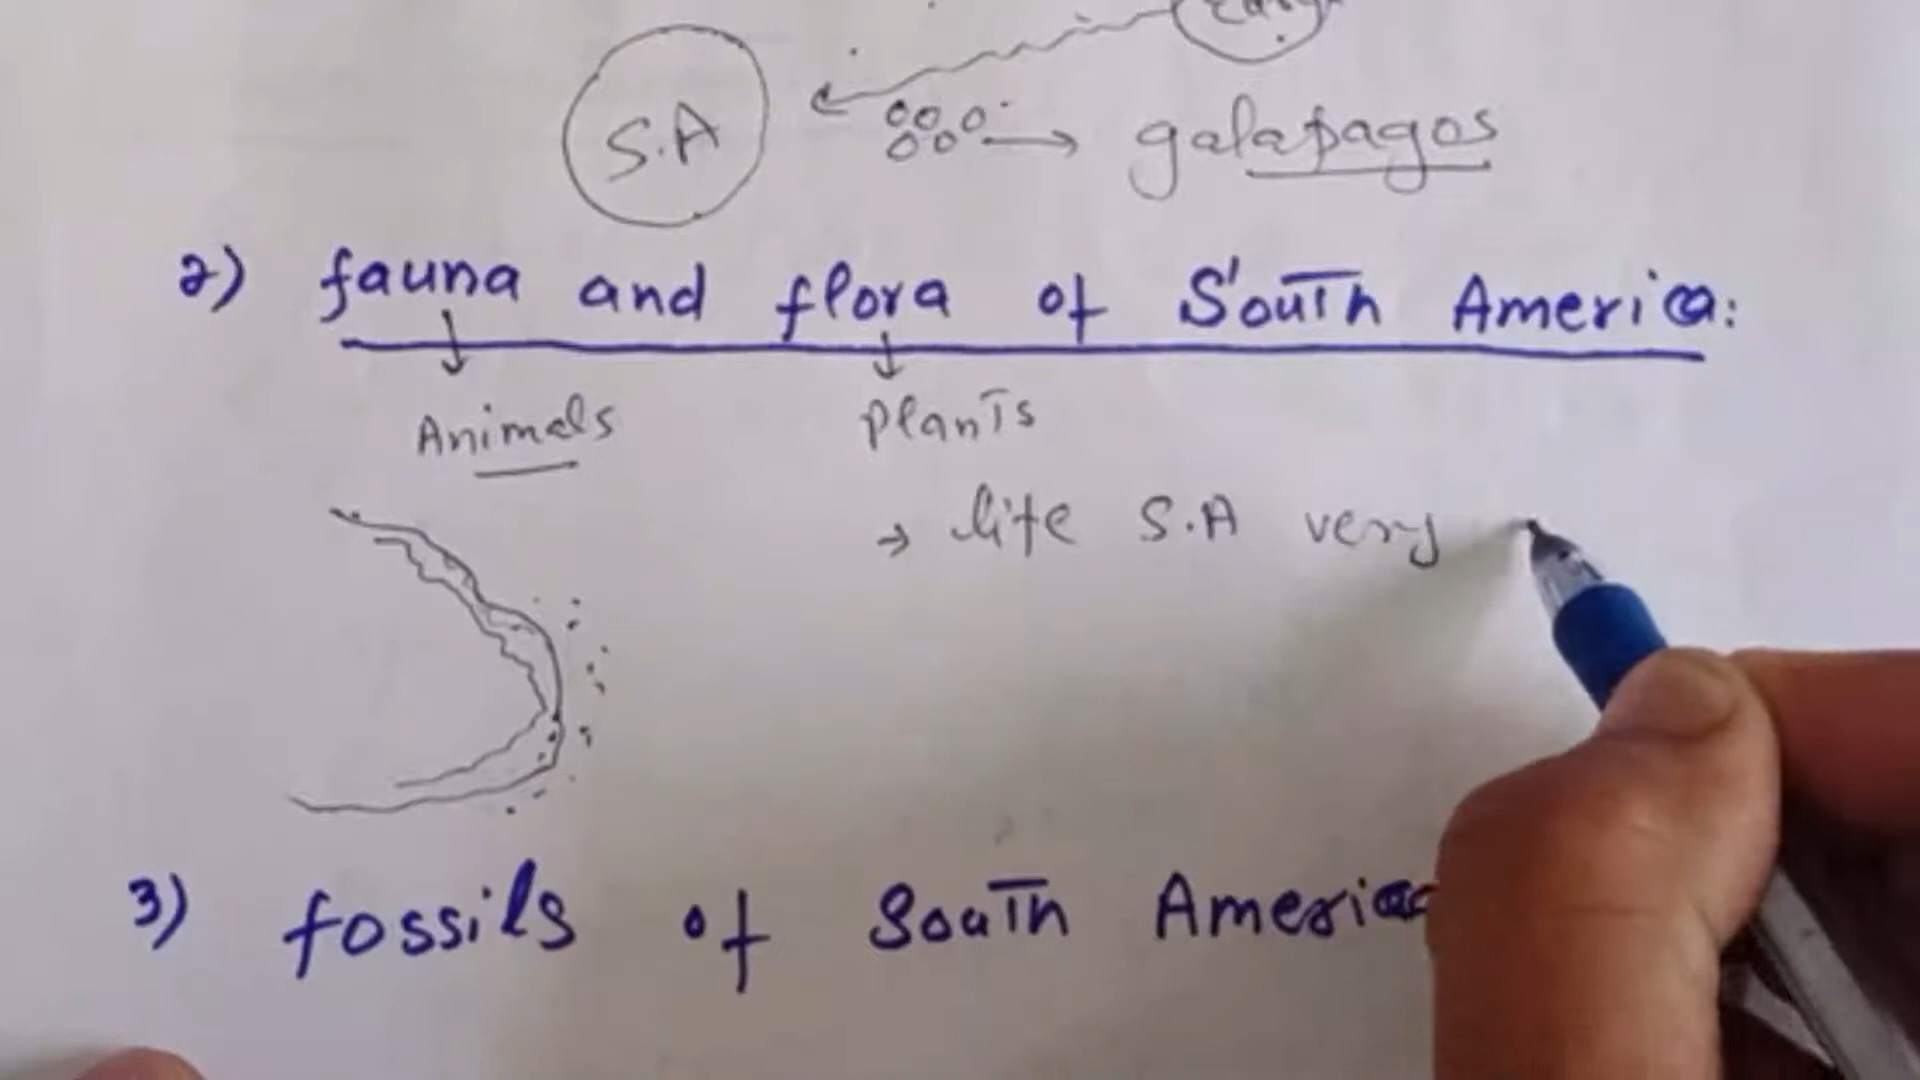 S.A
galapagos
2) fauna and flora of South America:
Animals
Plants
→ life S.A very
3) fossils of South America